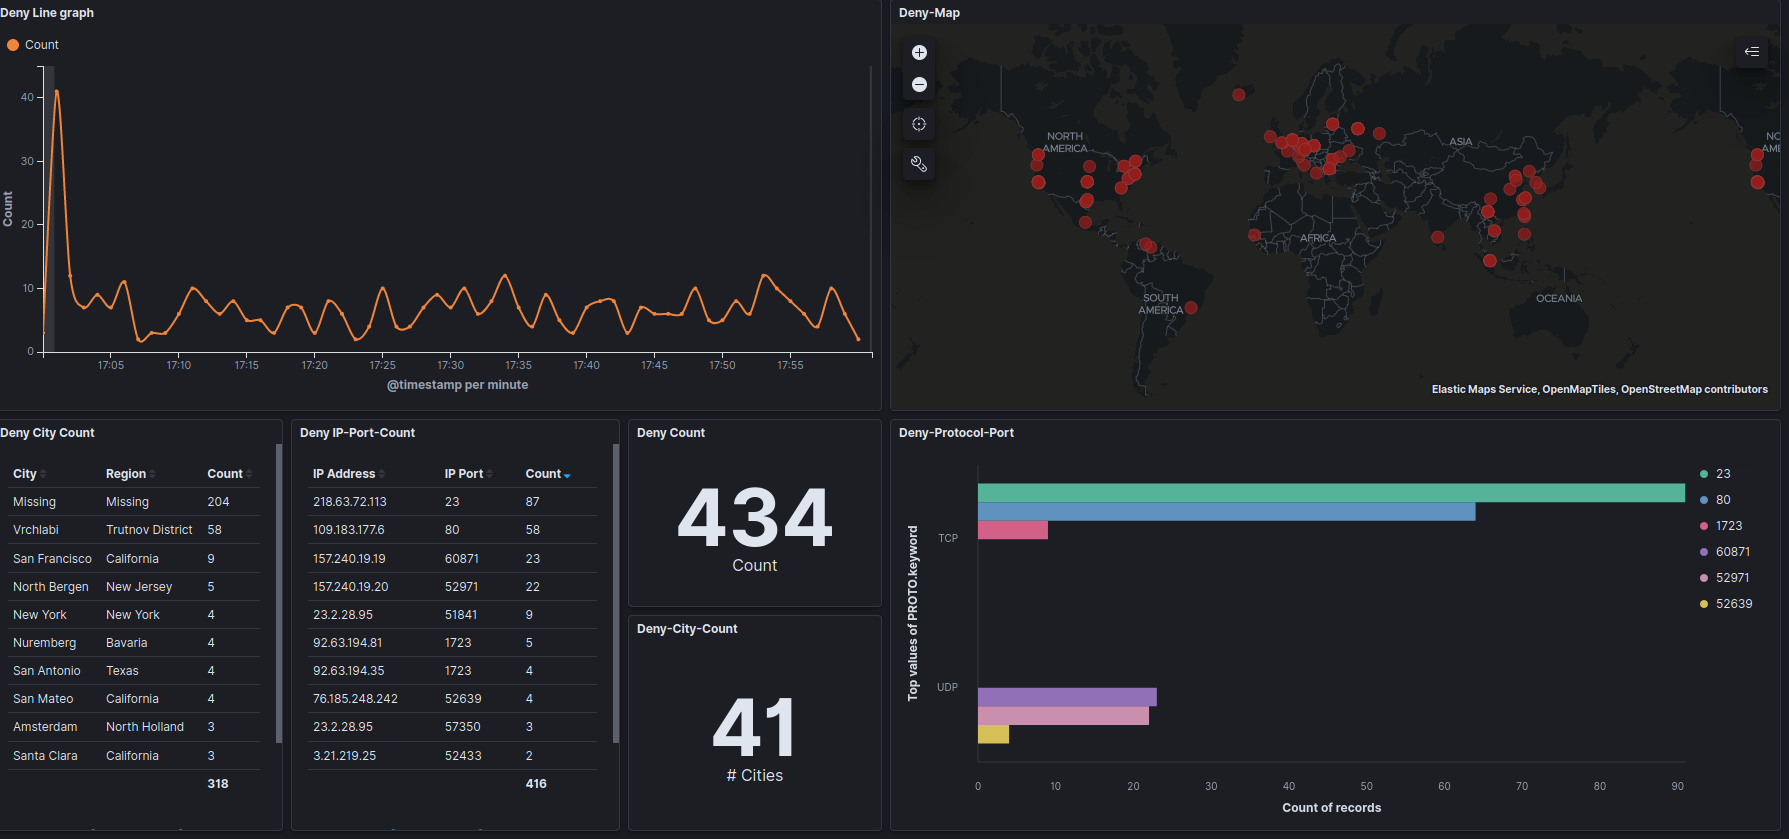 Deny Line graph
Count
Count
40
30
20
10
0
17:05 17:10 17:15 17:20 17:25 17:30 17:35 17:40 17:45 17:50 17:55
@timestamp per minute
Deny-Map
NORTH
AMERICA
ASIA
AFRICA
SOUTH
AMERICA
OCEANIA
NC
AME
Elastic Maps Service, OpenMapTiles, OpenStreetMap contributors
Deny City Count
City Region Count
Missing Missing 204
Vrchlabi Trutnov District 58
San Francisco California 9
North Bergen New Jersey 5
New York New York 4
Nuremberg Bavaria 4
San Antonio Texas 4
San Mateo California 4
Amsterdam North Holland 3
Santa Clara California 3
318
Deny IP-Port-Count
IP Address IP Port Count
218.63.72.113 23 87
109.183.177.6 80 58
157.240.19.19 60871 23
157.240.19.20 52971 22
23.2.28.95 51841 9
92.63.194.81 1723 5
92.63.194.35 1723 4
76.185.248.242 52639 4
23.2.28.95 57350 3
3.21.219.25 52433 2
416
Deny Count
434
Count
Deny-City-Count
41
# Cities
Deny-Protocol-Port
Top values of PROTO.keyword
TCP
UDP
0 10 20 30 40 50 60 70 80 90
Count of records
23
80
1723
60871
52971
52639